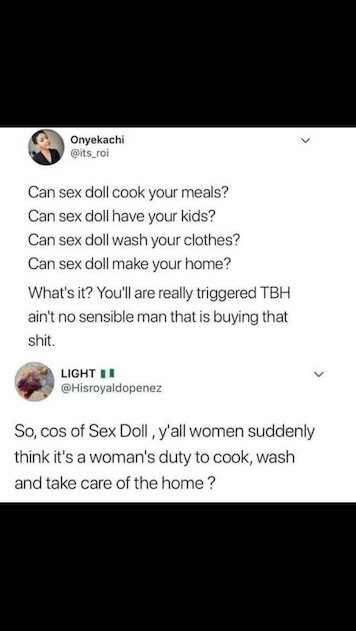 Onyekachi
@its_roi
Can sex doll cook your meals?
Can sex doll have your kids?
Can sex doll wash your clothes?
Can sex doll make your home?
What's it? You'll are really triggered TBH
ain't no sensible man that is buying that
shit.
LIGHT 🇳🇬
@Hisroyaldopenez
So, cos of Sex Doll , y'all women suddenly
think it's a woman's duty to cook, wash
and take care of the home ?